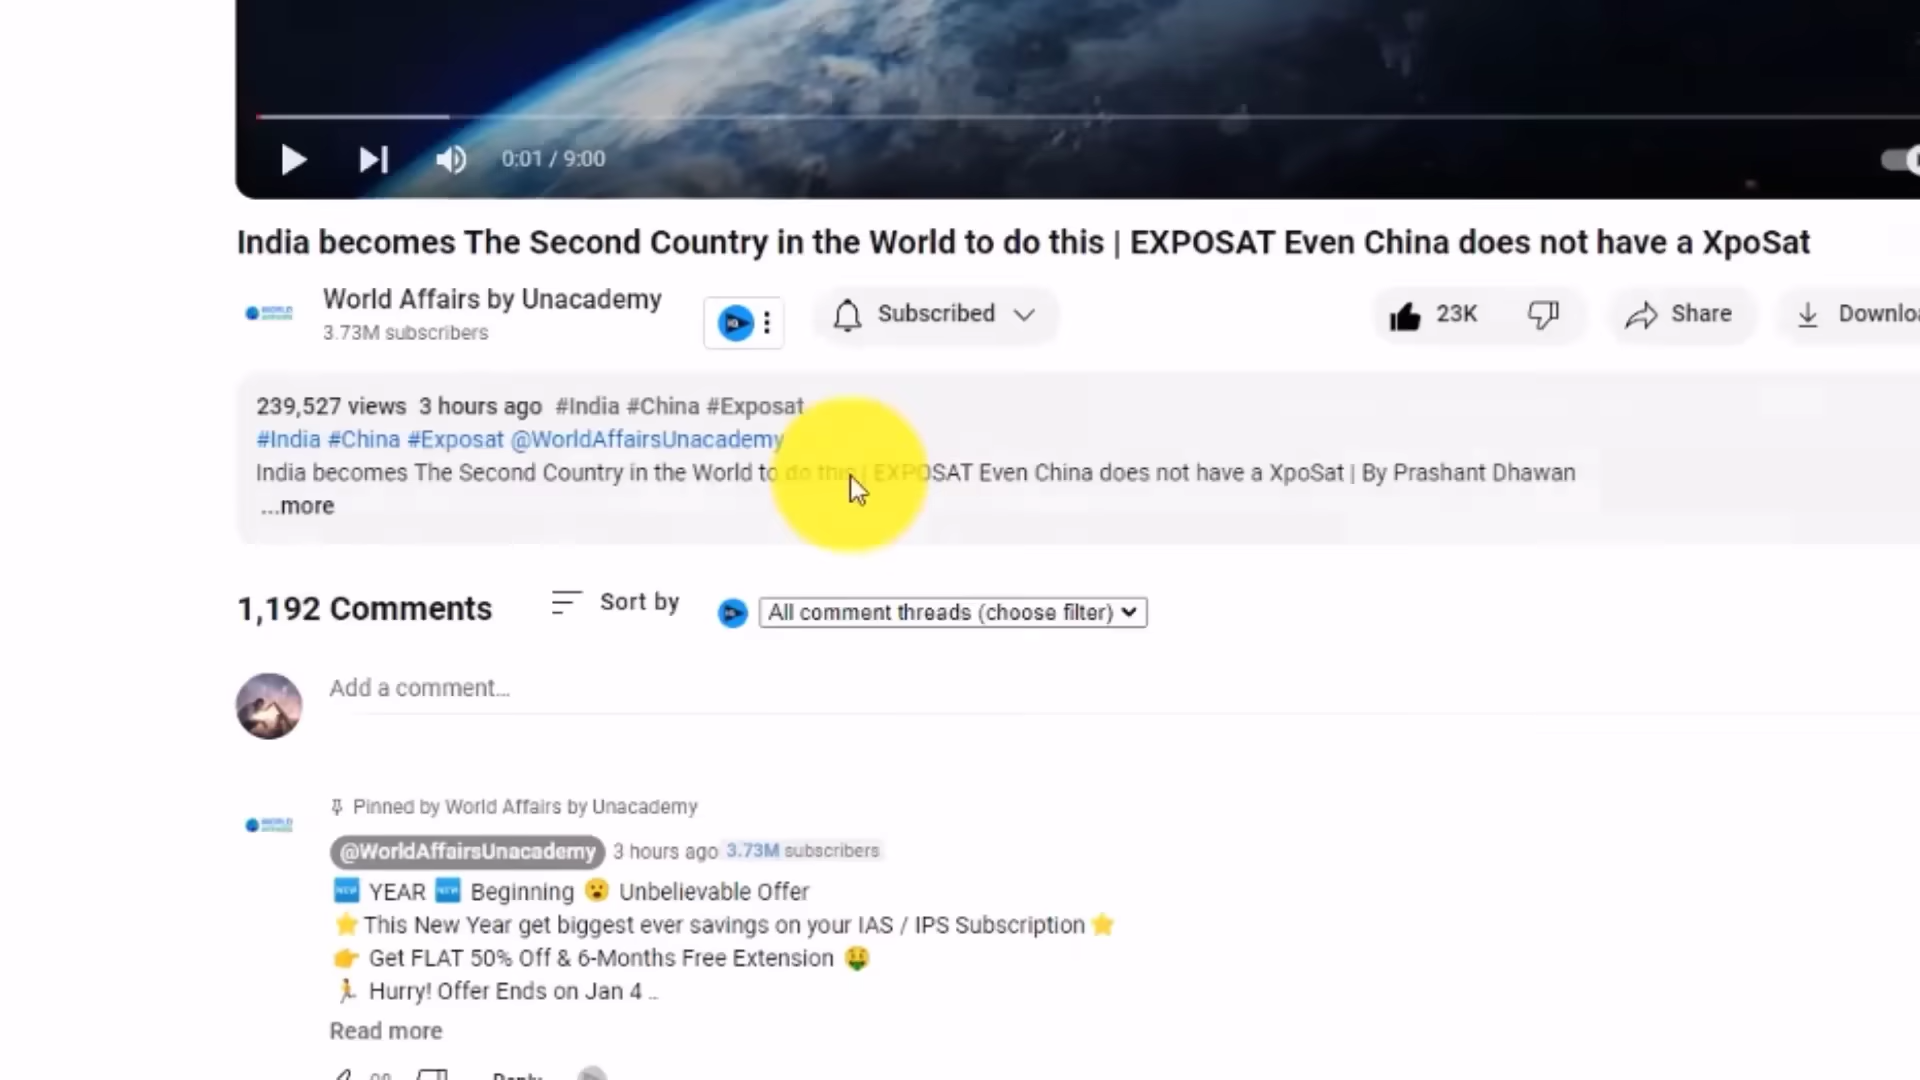 0:01 / 9:00
India becomes The Second Country in the World to do this | EXPOSAT Even China does not have a XpoSat
World Affairs by Unacademy
3.73M subscribers
Subscribed
23K
Share
239,527 views 3 hours ago #India #China #Exposat
#India #China #Exposat @WorldAffairsUnacademy
India becomes The Second Country in the World to do this | EXPOSAT Even China does not have a XpoSat | By Prashant Dhawan
...more
1,192 Comments
Sort by
All comment threads (choose filter)
Add a comment...
Pinned by World Affairs by Unacademy
@WorldAffairsUnacademy 3 hours ago 3.73M subscribers
🆕 YEAR 🆕 Beginning 😮 Unbelievable Offer
⭐This New Year get biggest ever savings on your IAS / IPS Subscription⭐
👉 Get FLAT 50% Off & 6-Months Free Extension 🤑
🏃 Hurry! Offer Ends on Jan 4 ..
Read more